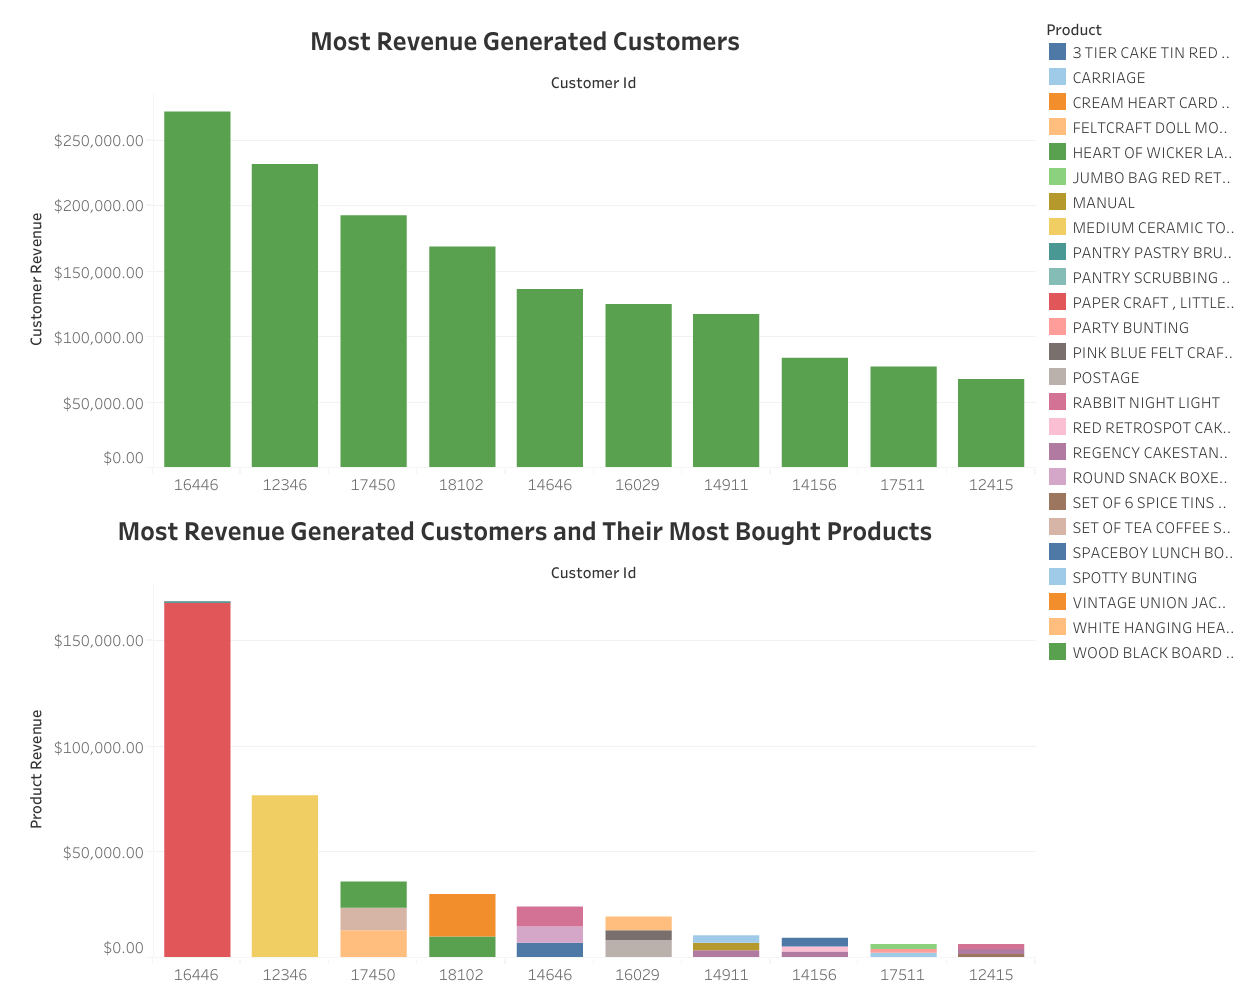 Most Revenue Generated Customers
Customer Id
Customer Revenue
$250,000.00
$200,000.00
$150,000.00
$100,000.00
$50,000.00
$0.00
16446 12346 17450 18102 14646 16029 14911 14156 17511 12415
Most Revenue Generated Customers and Their Most Bought Products
Customer Id
Product Revenue
$150,000.00
$100,000.00
$50,000.00
$0.00
16446 12346 17450 18102 14646 16029 14911 14156 17511 12415
Product
3 TIER CAKE TIN RED ..
CARRIAGE
CREAM HEART CARD ..
FELTCRAFT DOLL MO..
HEART OF WICKER LA..
JUMBO BAG RED RET..
MANUAL
MEDIUM CERAMIC TO..
PANTRY PASTRY BRU..
PANTRY SCRUBBING ..
PAPER CRAFT , LITTLE..
PARTY BUNTING
PINK BLUE FELT CRAF..
POSTAGE
RABBIT NIGHT LIGHT
RED RETROSPOT CAK..
REGENCY CAKESTAN..
ROUND SNACK BOXE..
SET OF 6 SPICE TINS ..
SET OF TEA COFFEE S..
SPACEBOY LUNCH BO..
SPOTTY BUNTING
VINTAGE UNION JAC..
WHITE HANGING HEA..
WOOD BLACK BOARD ..